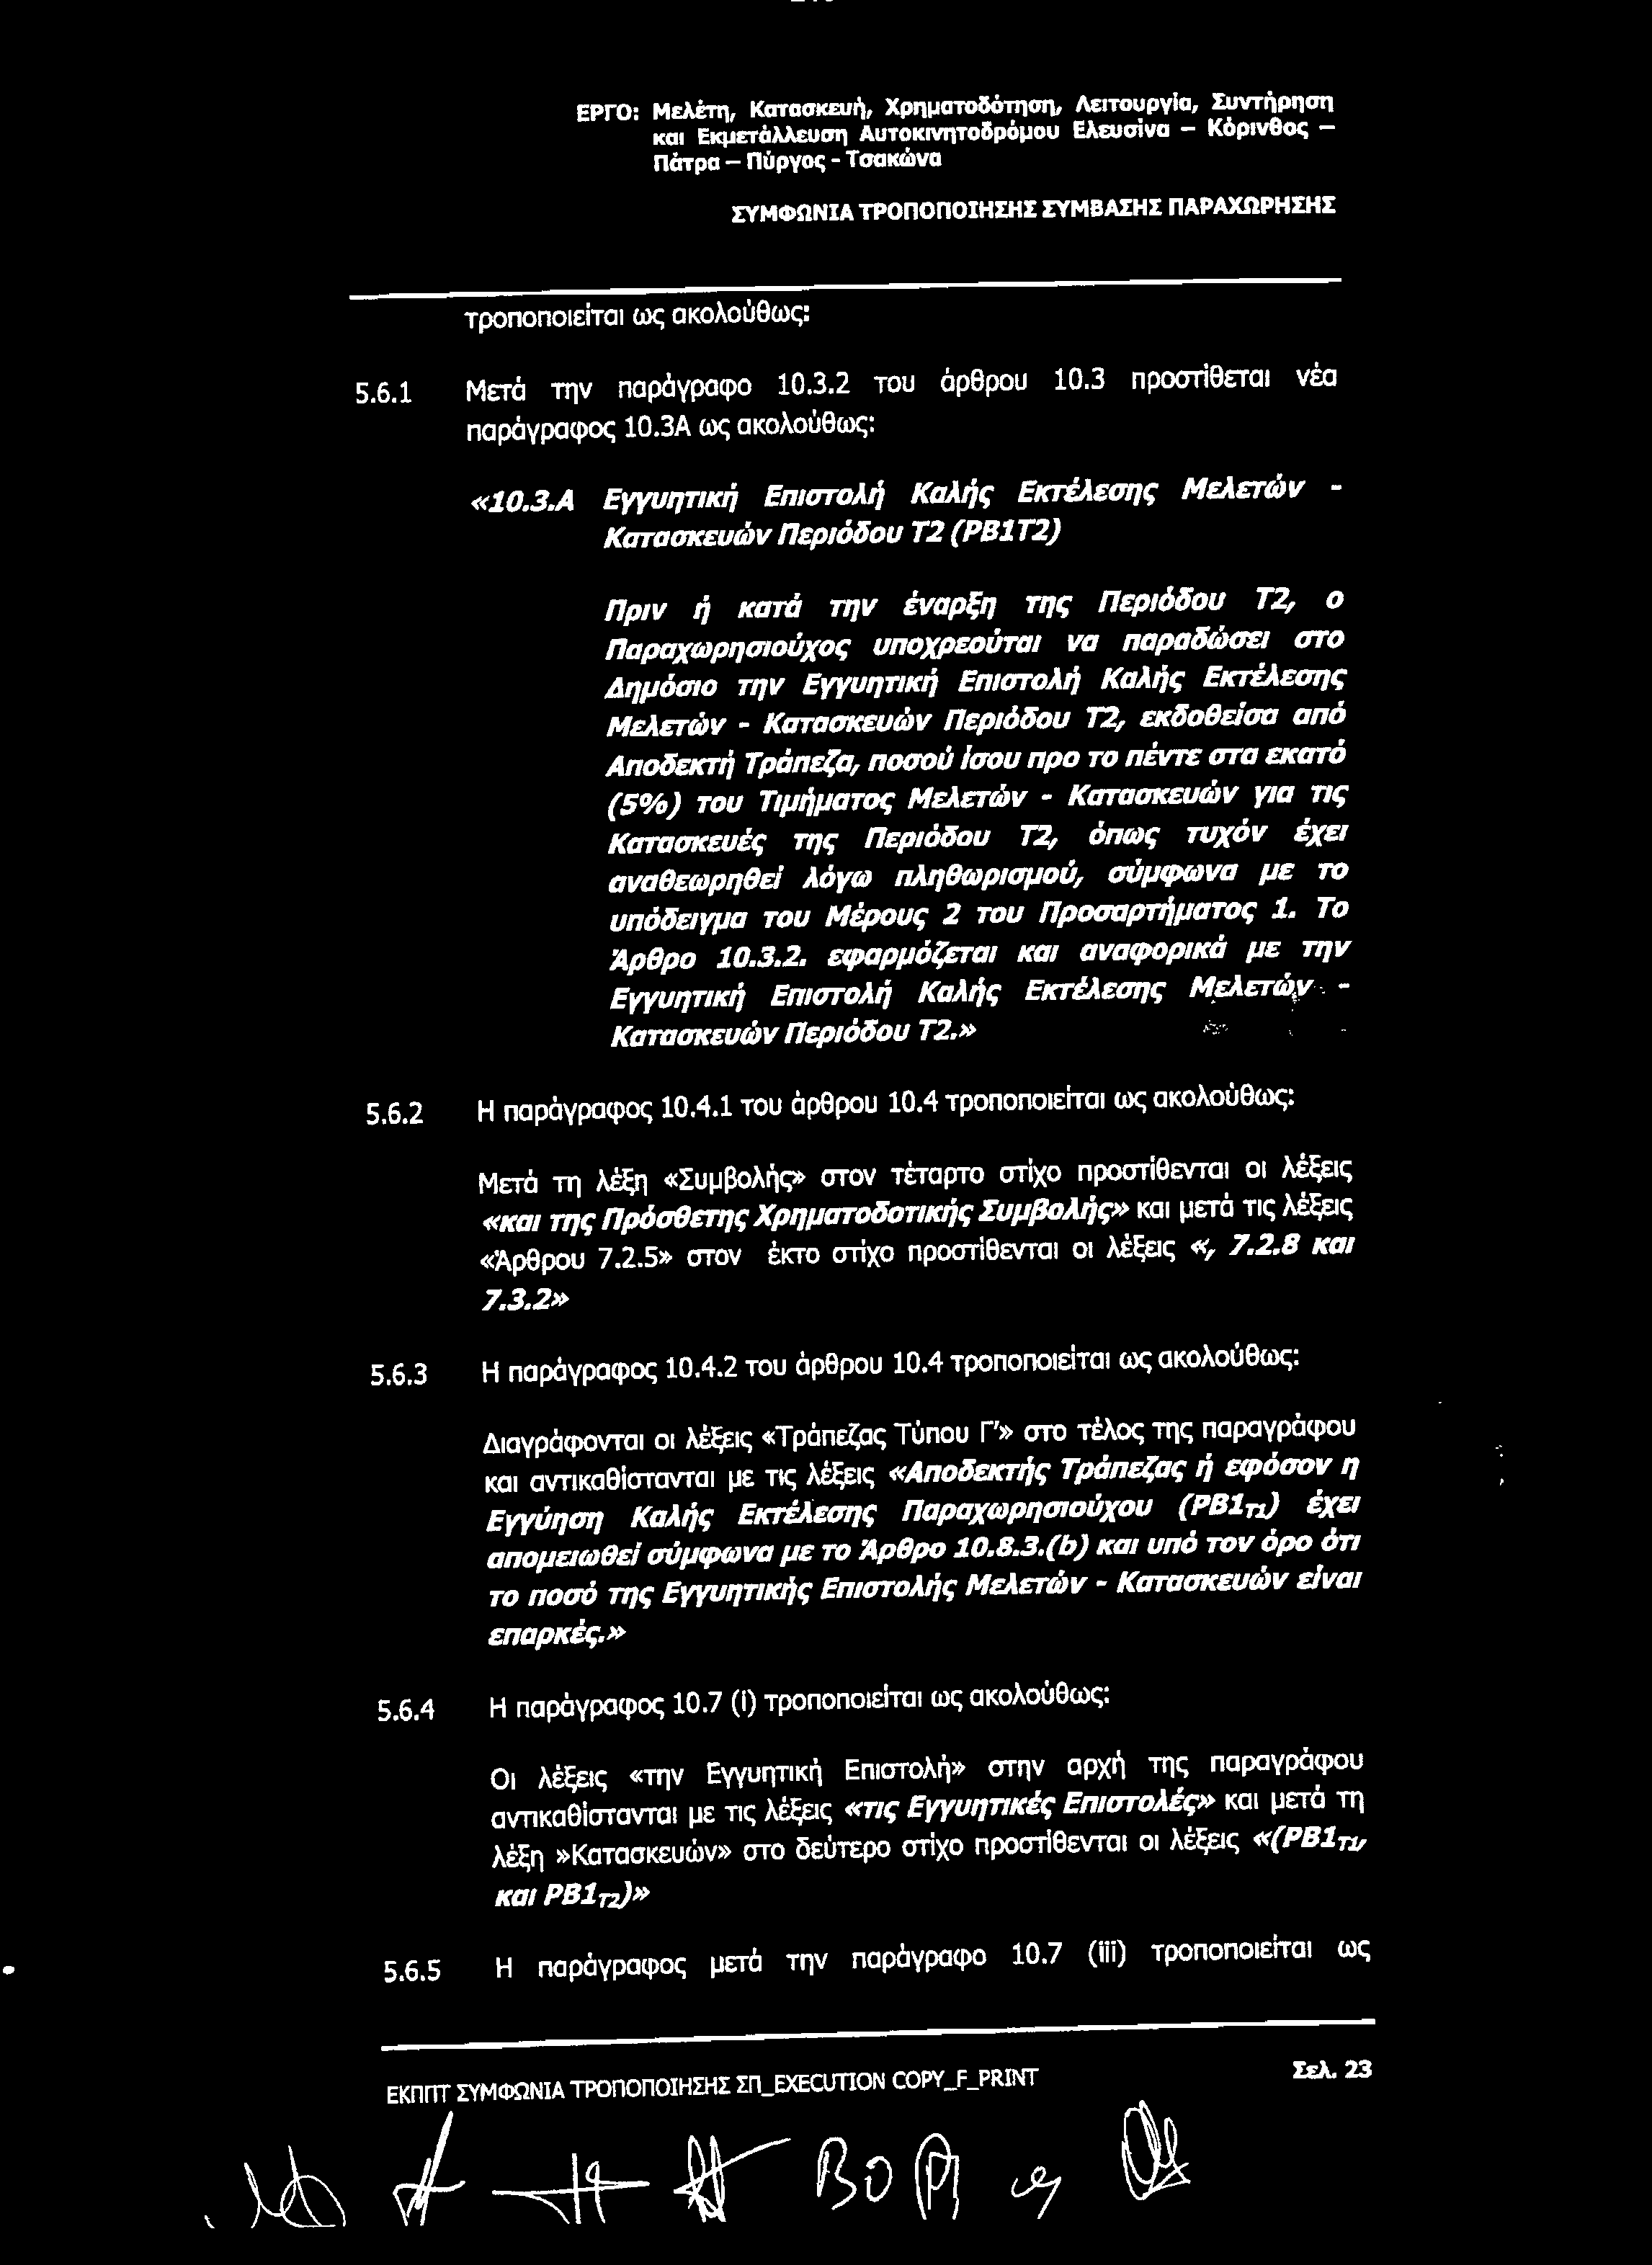 ΕΡΓΟ: Μελέτη, Κατασκευή, Χρηματοδότηση, Λειτουργία, Συντήρηση
και Εκμετάλλευση Αυτοκινητοδρόμου Ελευσίνα – Κόρινθος –
Πάτρα – Πύργος - Τσακώνα
ΣΥΜΦΩΝΙΑ ΤΡΟΠΟΠΟΙΗΣΗΣ ΣΥΜΒΑΣΗΣ ΠΑΡΑΧΩΡΗΣΗΣ
τροποποιείται ως ακολούθως:
5.6.1 Μετά την παράγραφο 10.3.2 του άρθρου 10.3 προστίθεται νέα
παράγραφος 10.3Α ως ακολούθως:
«10.3.Α Εγγυητική Επιστολή Καλής Εκτέλεσης Μελετών -
Κατασκευών Περιόδου Τ2 (PB1T2)
Πριν ή κατά την έναρξη της Περιόδου Τ2, ο
Παραχωρησιούχος υποχρεούται να παραδώσει στο
Δημόσιο την Εγγυητική Επιστολή Καλής Εκτέλεσης
Μελετών - Κατασκευών Περιόδου Τ2, εκδοθείσα από
Αποδεκτή Τράπεζα, ποσού ίσου προ το πέντε στα εκατό
(5%) του Τιμήματος Μελετών - Κατασκευών για τις
Κατασκευές της Περιόδου Τ2, όπως τυχόν έχει
αναθεωρηθεί λόγω πληθωρισμού, σύμφωνα με το
υπόδειγμα του Μέρους 2 του Προσαρτήματος 1. Το
Άρθρο 10.3.2. εφαρμόζεται και αναφορικά με την
Εγγυητική Επιστολή Καλής Εκτέλεσης Μελετών -
Κατασκευών Περιόδου Τ2.»
5.6.2 Η παράγραφος 10.4.1 του άρθρου 10.4 τροποποιείται ως ακολούθως:
Μετά τη λέξη «Συμβολής» στον τέταρτο στίχο προστίθενται οι λέξεις
«και της Πρόσθετης Χρηματοδοτικής Συμβολής» και μετά τις λέξεις
«Άρθρου 7.2.5» στον έκτο στίχο προστίθενται οι λέξεις «, 7.2.8 και
7.3.2»
5.6.3 Η παράγραφος 10.4.2 του άρθρου 10.4 τροποποιείται ως ακολούθως:
Διαγράφονται οι λέξεις «Τράπεζας Τύπου Γ'» στο τέλος της παραγράφου
και αντικαθίστανται με τις λέξεις «Αποδεκτής Τράπεζας ή εφόσον η
Εγγύηση Καλής Εκτέλεσης Παραχωρησιούχου (PB1T1) έχει
απομειωθεί σύμφωνα με το Άρθρο 10.8.3.(b) και υπό τον όρο ότι
το ποσό της Εγγυητικής Επιστολής Μελετών - Κατασκευών είναι
επαρκές.»
5.6.4 Η παράγραφος 10.7 (i) τροποποιείται ως ακολούθως:
Οι λέξεις «την Εγγυητική Επιστολή» στην αρχή της παραγράφου
αντικαθίστανται με τις λέξεις «τις Εγγυητικές Επιστολές» και μετά τη
λέξη »Κατασκευών» στο δεύτερο στίχο προστίθενται οι λέξεις «(PB1T1,
και PB1T2)»
5.6.5 Η παράγραφος μετά την παράγραφο 10.7 (iii) τροποποιείται ως
ΕΚΠΠΤ ΣΥΜΦΩΝΙΑ ΤΡΟΠΟΠΟΙΗΣΗΣ ΣΠ_EXECUTION COPY_F_PRINT Σελ. 23